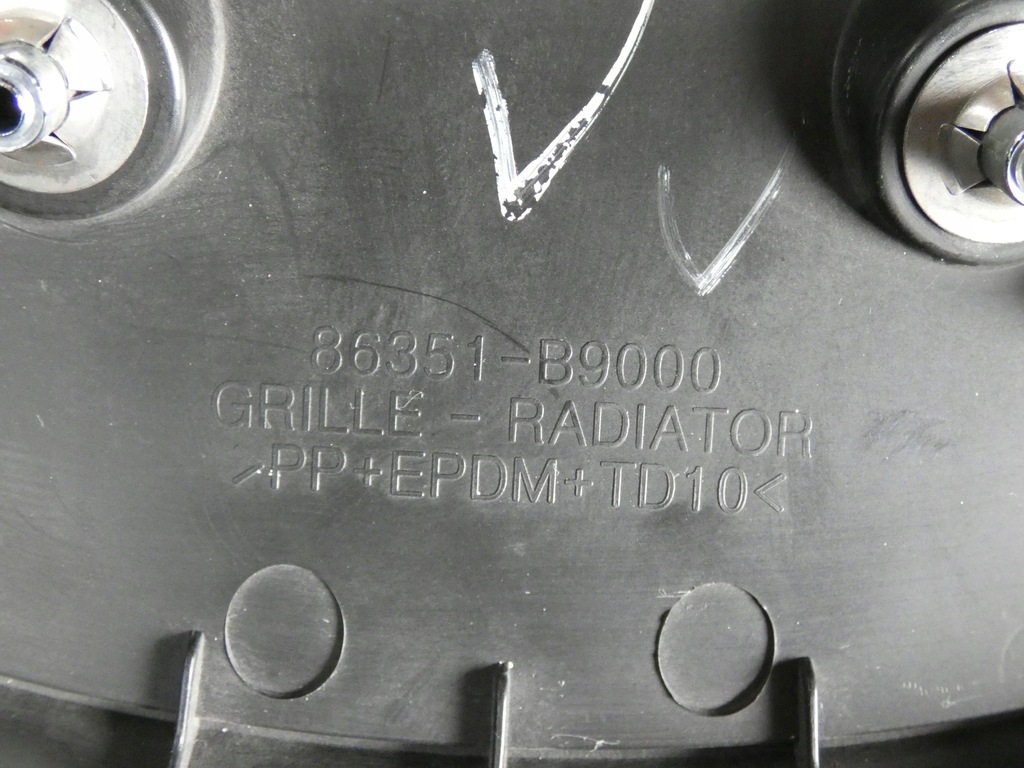 86351-B9000
GRILLE - RADIATOR
>PP+EPDM+TD10<